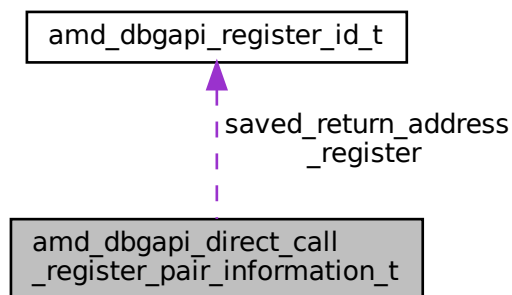 amd_dbgapi_register_id_t
saved_return_address
_register
amd_dbgapi_direct_call
_register_pair_information_t